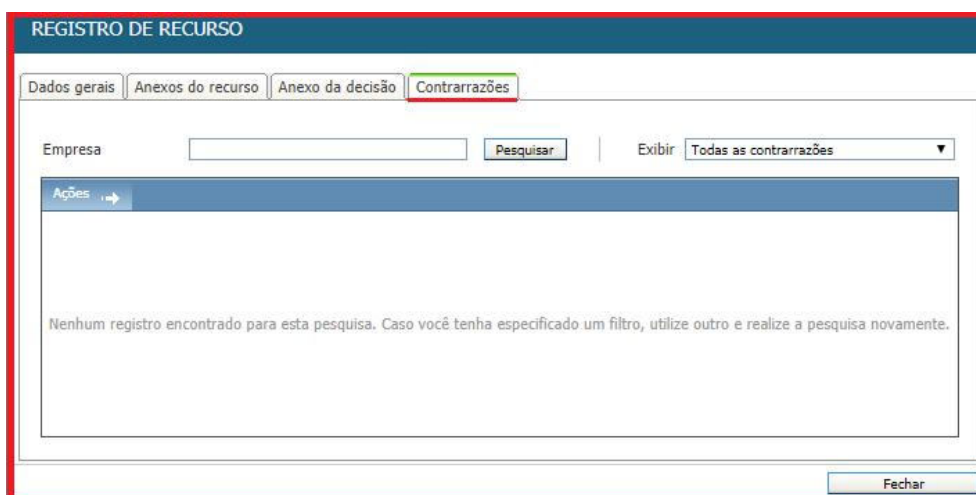 REGISTRO DE RECURSO
Dados gerais Anexos do recurso Anexo da decisão Contrarrazões
Empresa Pesquisar Exibir Todas as contrarrazões
Ações
Nenhum registro encontrado para esta pesquisa. Caso você tenha especificado um filtro, utilize outro e realize a pesquisa novamente.
Fechar